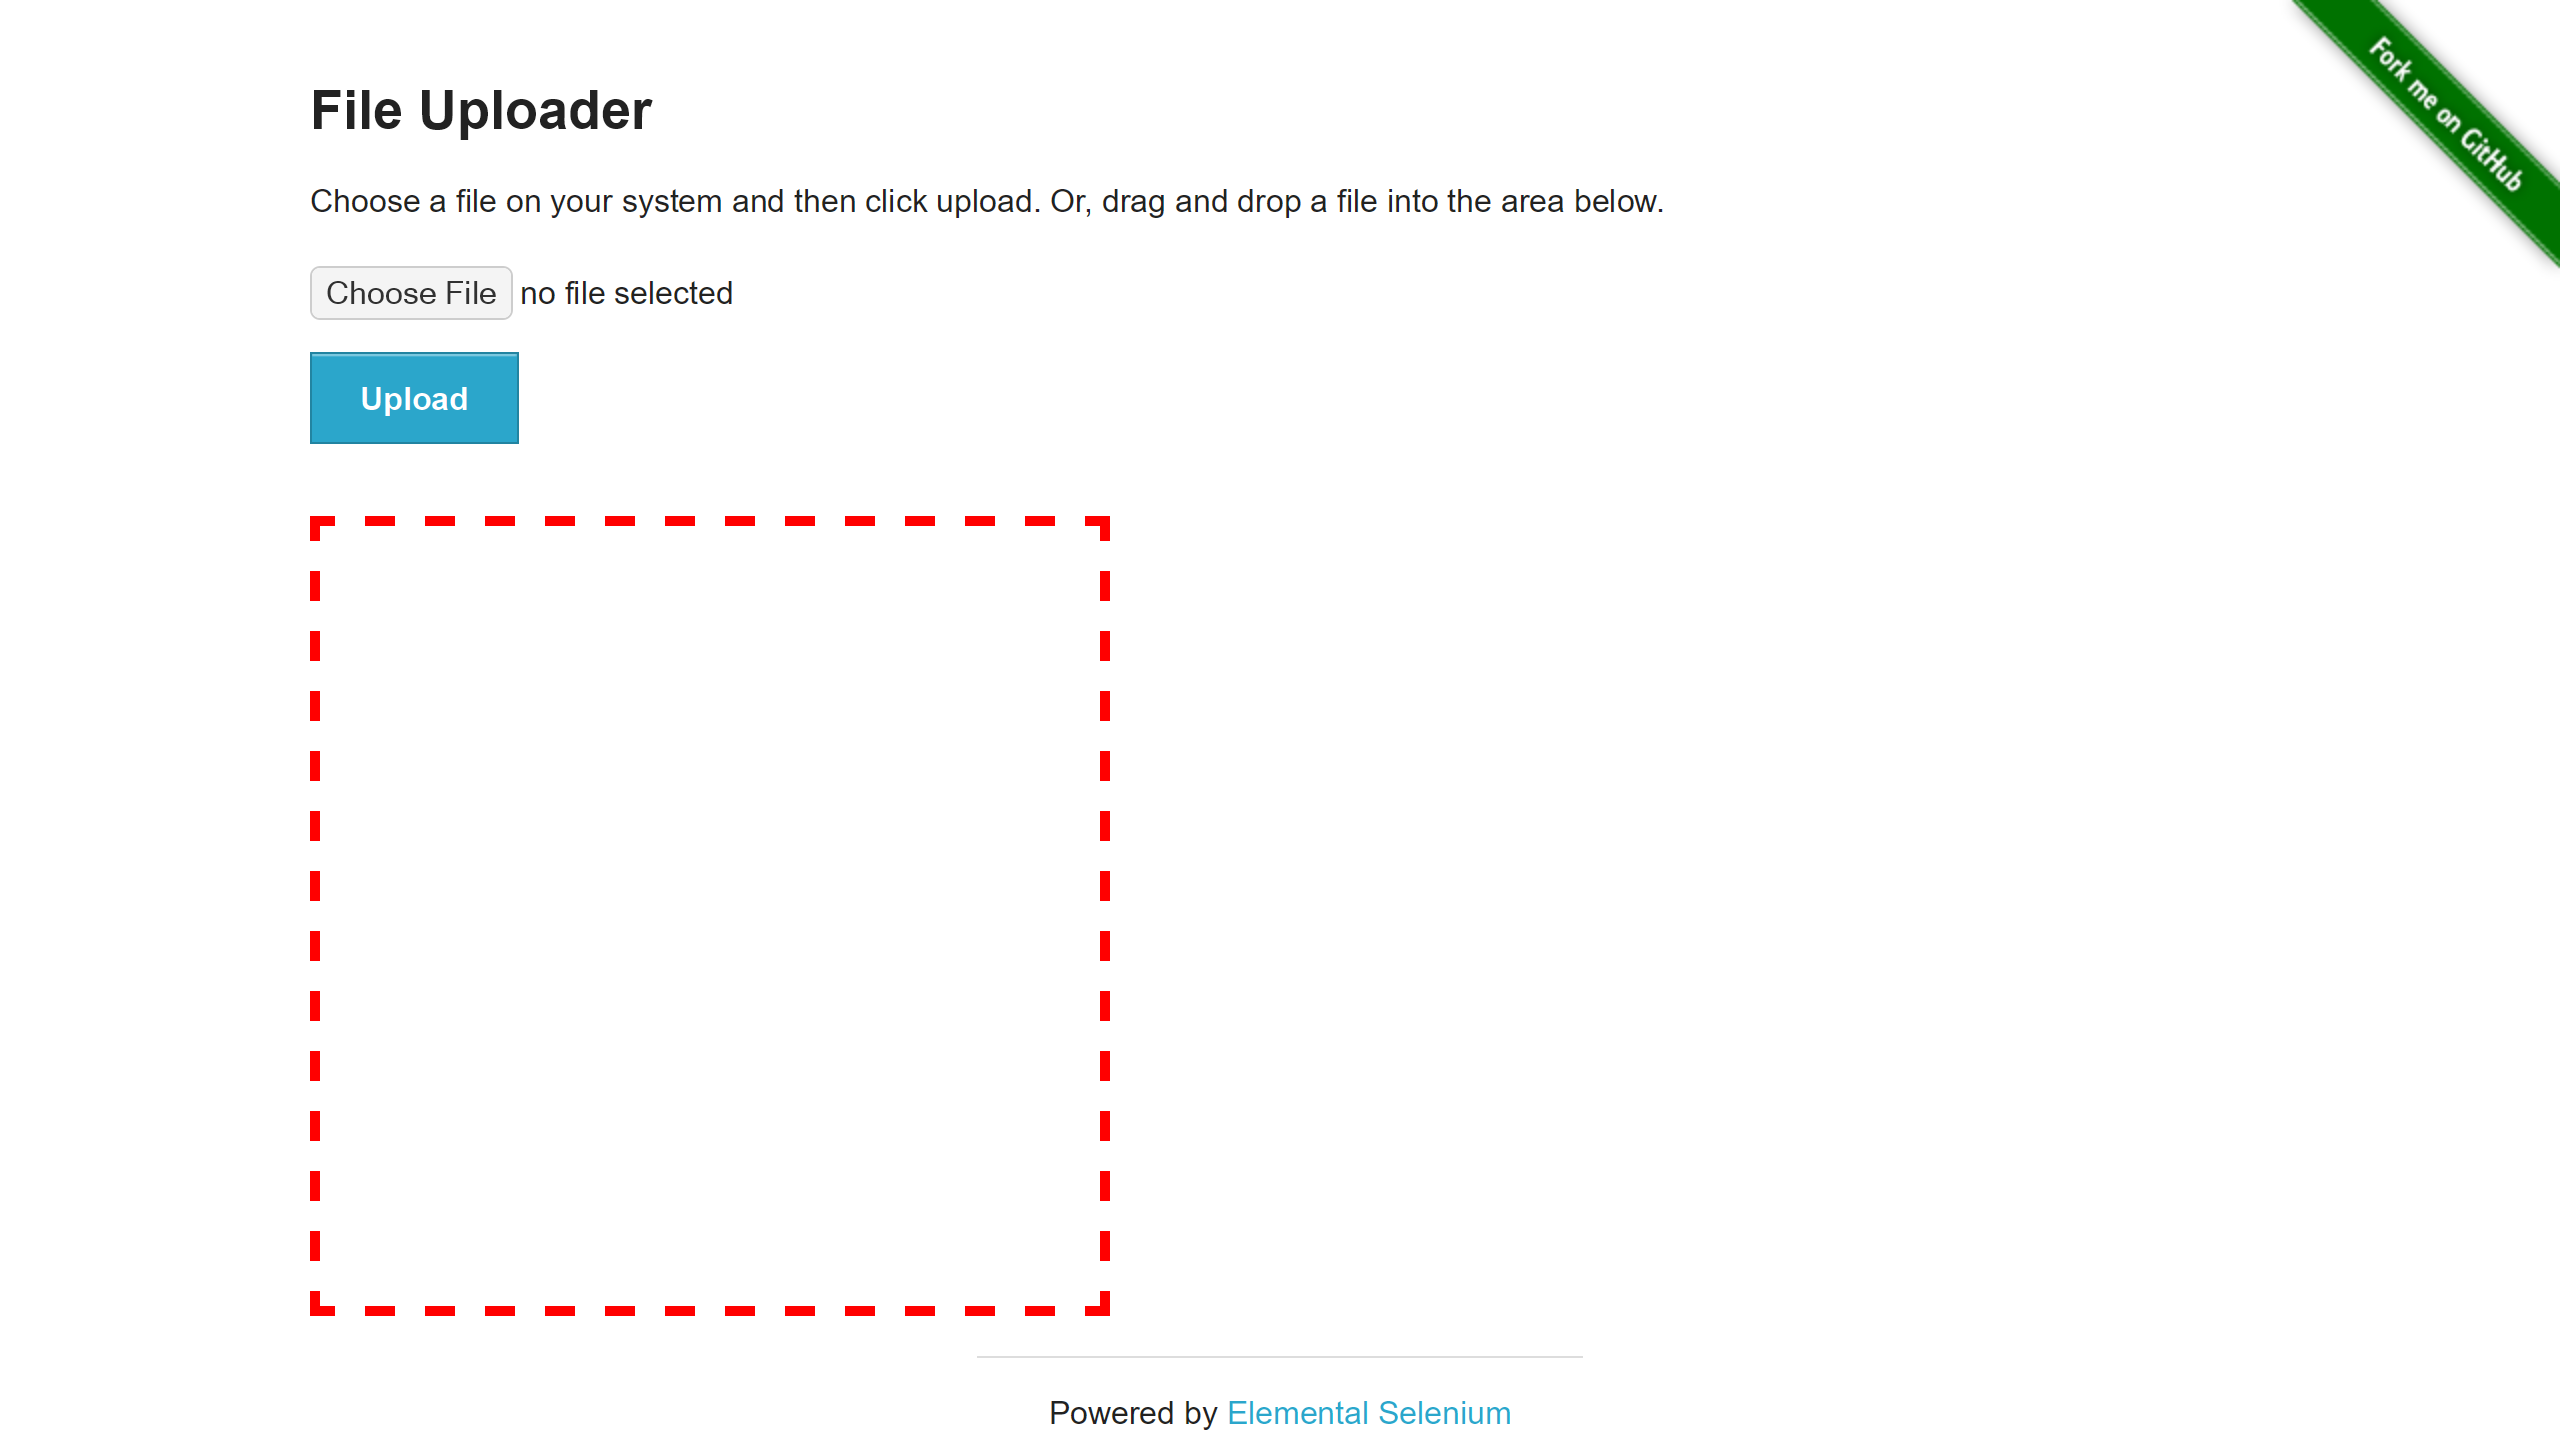 Fork me on GitHub
File Uploader
Choose a file on your system and then click upload. Or, drag and drop a file into the area below.
Choose File no file selected
Upload
Powered by Elemental Selenium